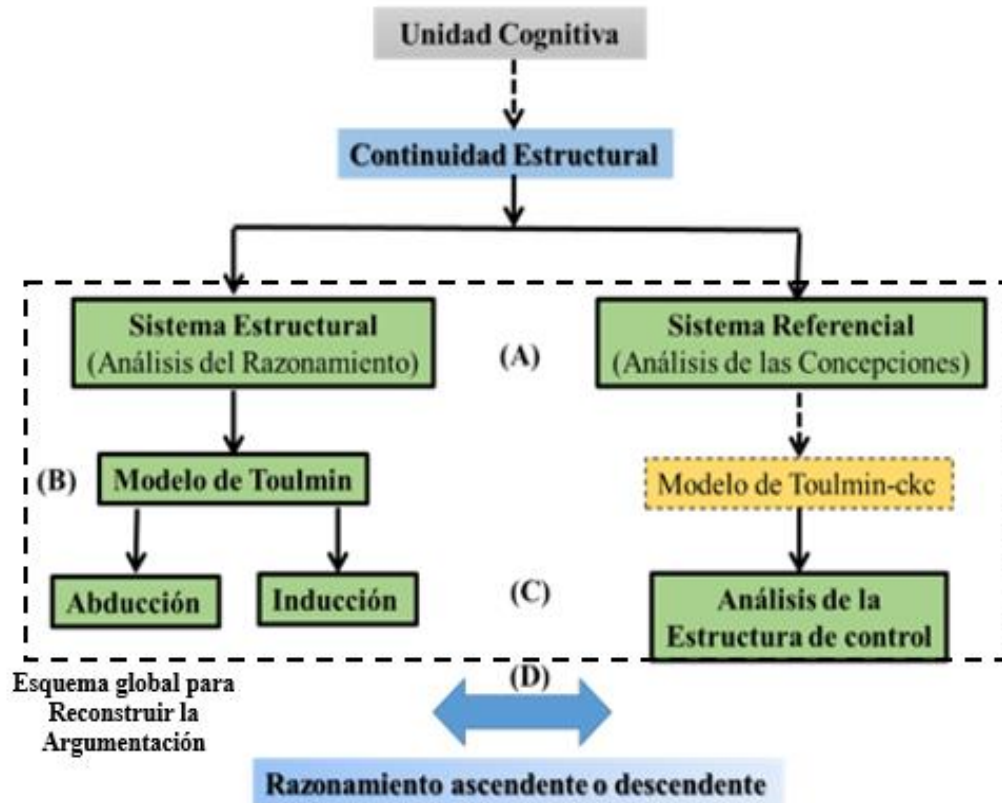 Unidad Cognitiva
Continuidad Estructural
Sistema Estructural
(Análisis del Razonamiento)
(A)
Sistema Referencial
(Análisis de las Concepciones)
(B)
Modelo de Toulmin
Modelo de Toulmin-ckc
Abducción
Inducción
(C)
Análisis de la
Estructura de control
Esquema global para
Reconstruir la
Argumentación
(D)
Razonamiento ascendente o descendente